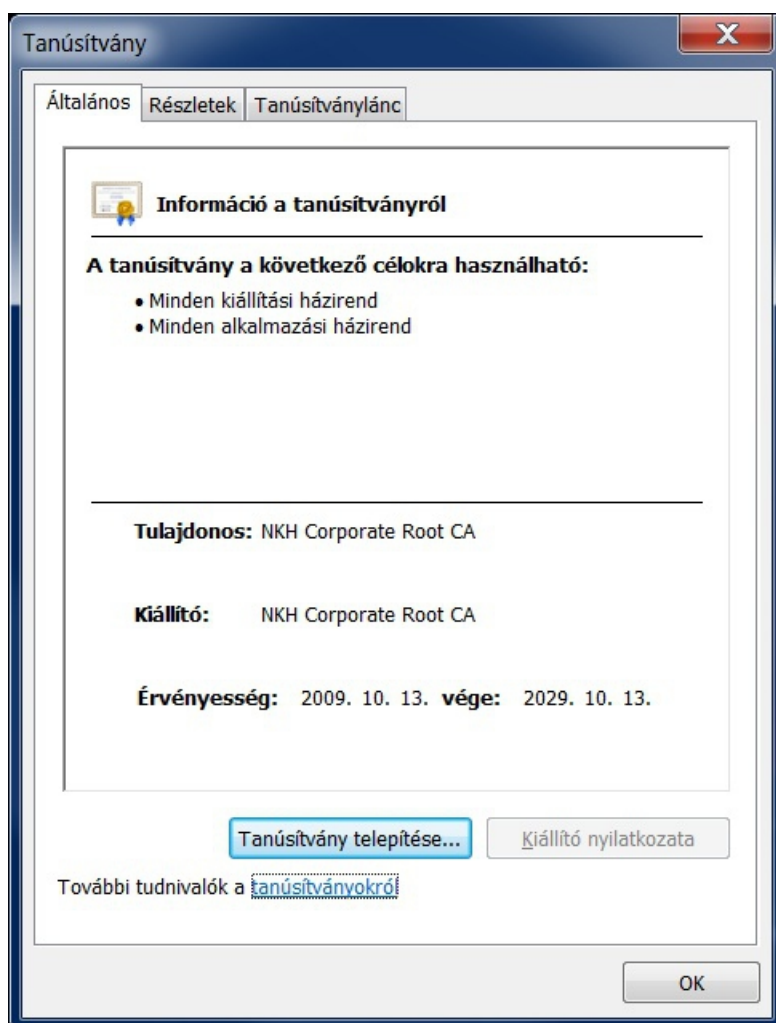 Tanúsítvány
Általános Részletek Tanúsítványlánc
Információ a tanúsítványról
A tanúsítvány a következő célokra használható:
• Minden kiállítási házirend
• Minden alkalmazási házirend
Tulajdonos: NKH Corporate Root CA
Kiállító: NKH Corporate Root CA
Érvényesség: 2009. 10. 13. vége: 2029. 10. 13.
Tanúsítvány telepítése... Kiállító nyilatkozata
További tudnivalók a tanúsítványokról
OK